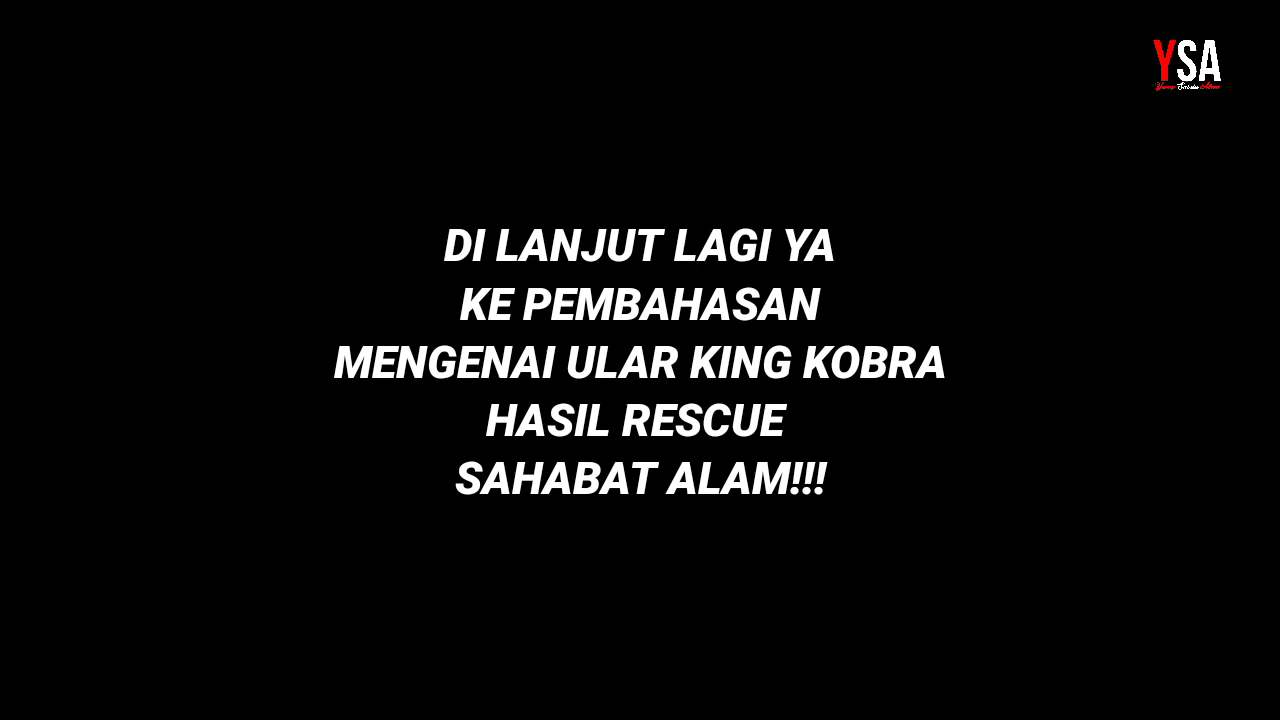 YSA
DI LANJUT LAGI YA
KE PEMBAHASAN
MENGENAI ULAR KING KOBRA
HASIL RESCUE
SAHABAT ALAM!!!